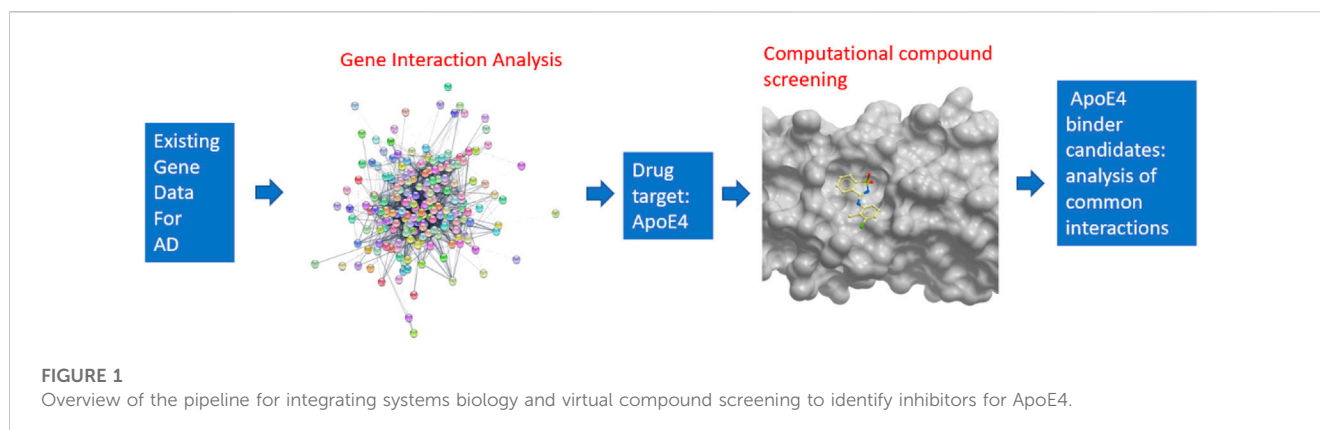 Existing
Gene
Data
For
AD
Gene Interaction Analysis
Drug
target:
ApoE4
Computational compound
screening
ApoE4
binder
candidates:
analysis of
common
interactions
FIGURE 1
Overview of the pipeline for integrating systems biology and virtual compound screening to identify inhibitors for ApoE4.